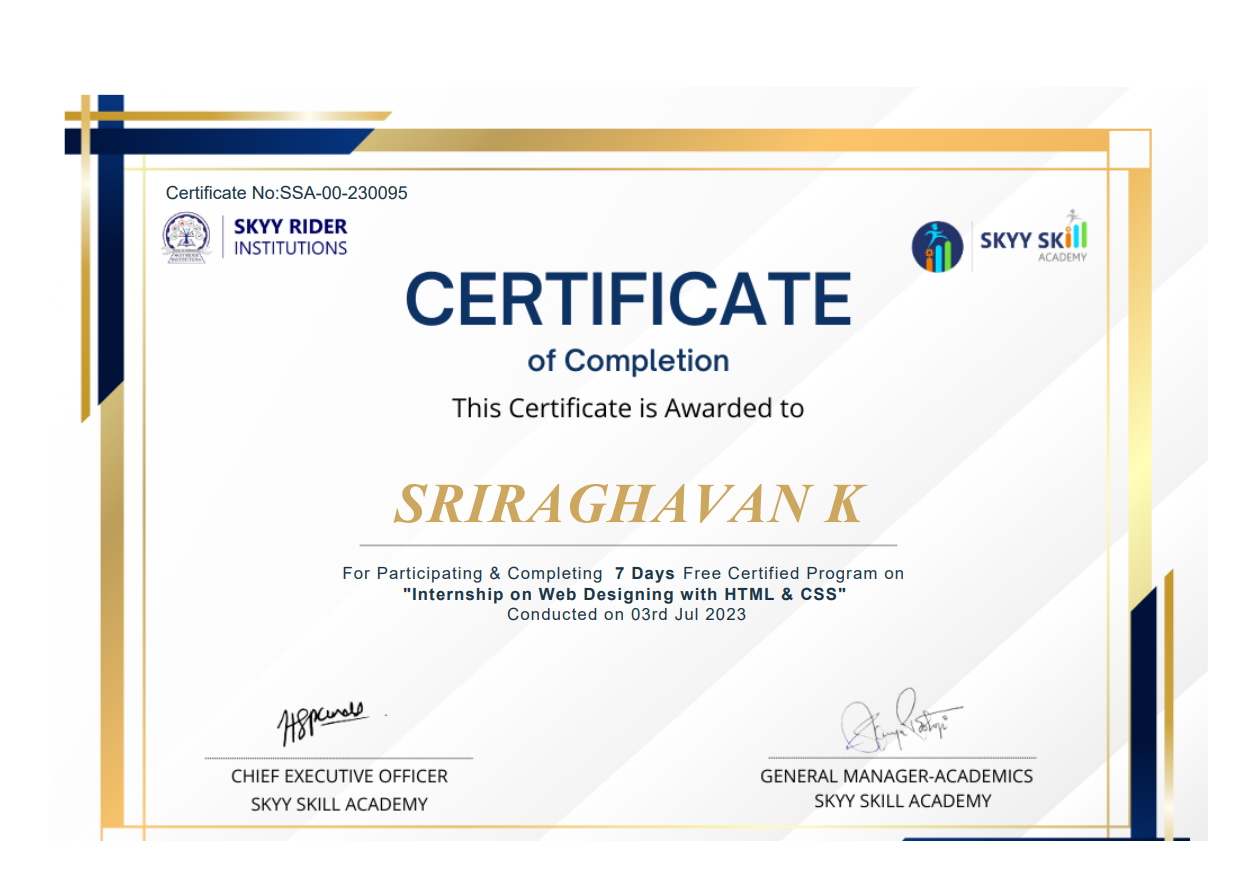 Certificate No:SSA-00-230095
SKYY RIDER
INSTITUTIONS
SKYY SKill
ACADEMY
CERTIFICATE
of Completion
This Certificate is Awarded to
SRIRAGHAVAN K
For Participating & Completing 7 Days Free Certified Program on
"Internship on Web Designing with HTML & CSS"
Conducted on 03rd Jul 2023
CHIEF EXECUTIVE OFFICER
SKYY SKILL ACADEMY
GENERAL MANAGER-ACADEMICS
SKYY SKILL ACADEMY